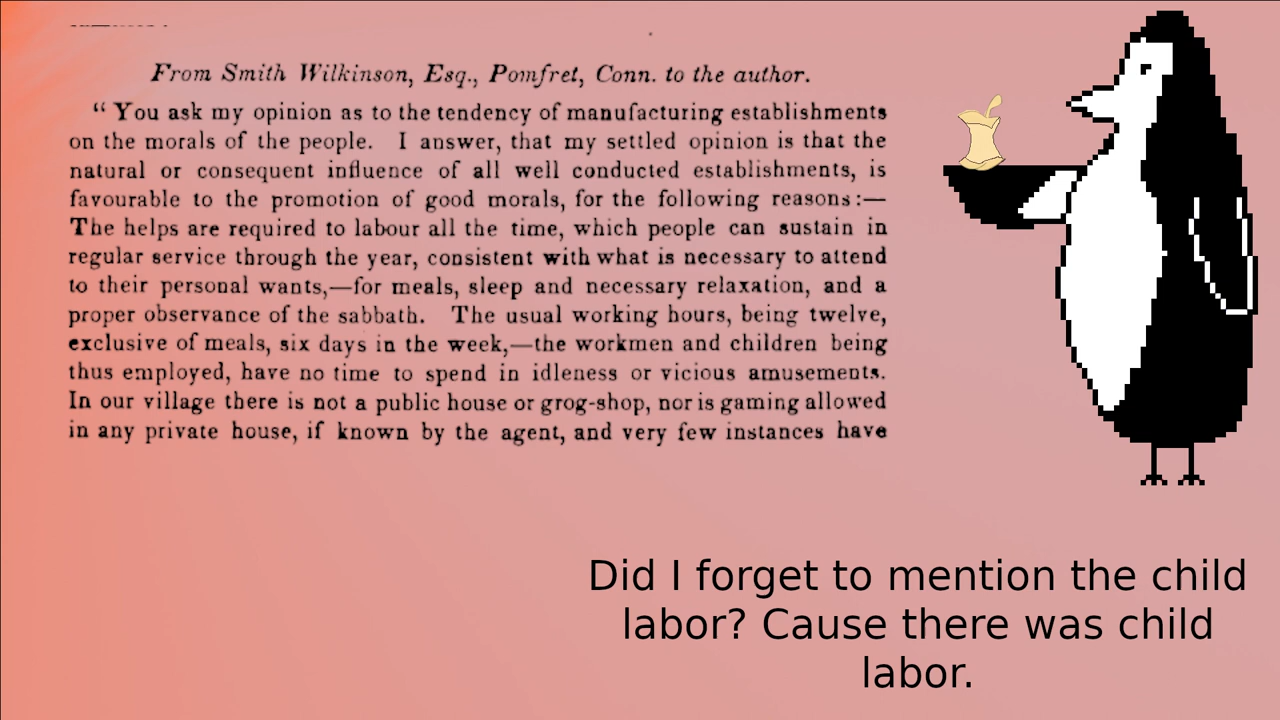 From Smith Wilkinson, Esq., Pomfret, Conn. to the author.
“ You ask my opinion as to the tendency of manufacturing establishments
on the morals of the people. I answer, that my settled opinion is that the
natural or consequent influence of all well conducted establishments, is
favourable to the promotion of good morals, for the following reasons:—
The helps are required to labour all the time, which people can sustain in
regular service through the year, consistent with what is necessary to attend
to their personal wants,—for meals, sleep and necessary relaxation, and a
proper observance of the sabbath. The usual working hours, being twelve,
exclusive of meals, six days in the week,—the workmen and children being
thus employed, have no time to spend in idleness or vicious amusements.
In our village there is not a public house or grog-shop, nor is gaming allowed
in any private house, if known by the agent, and very few instances have
Did I forget to mention the child
labor? Cause there was child
labor.